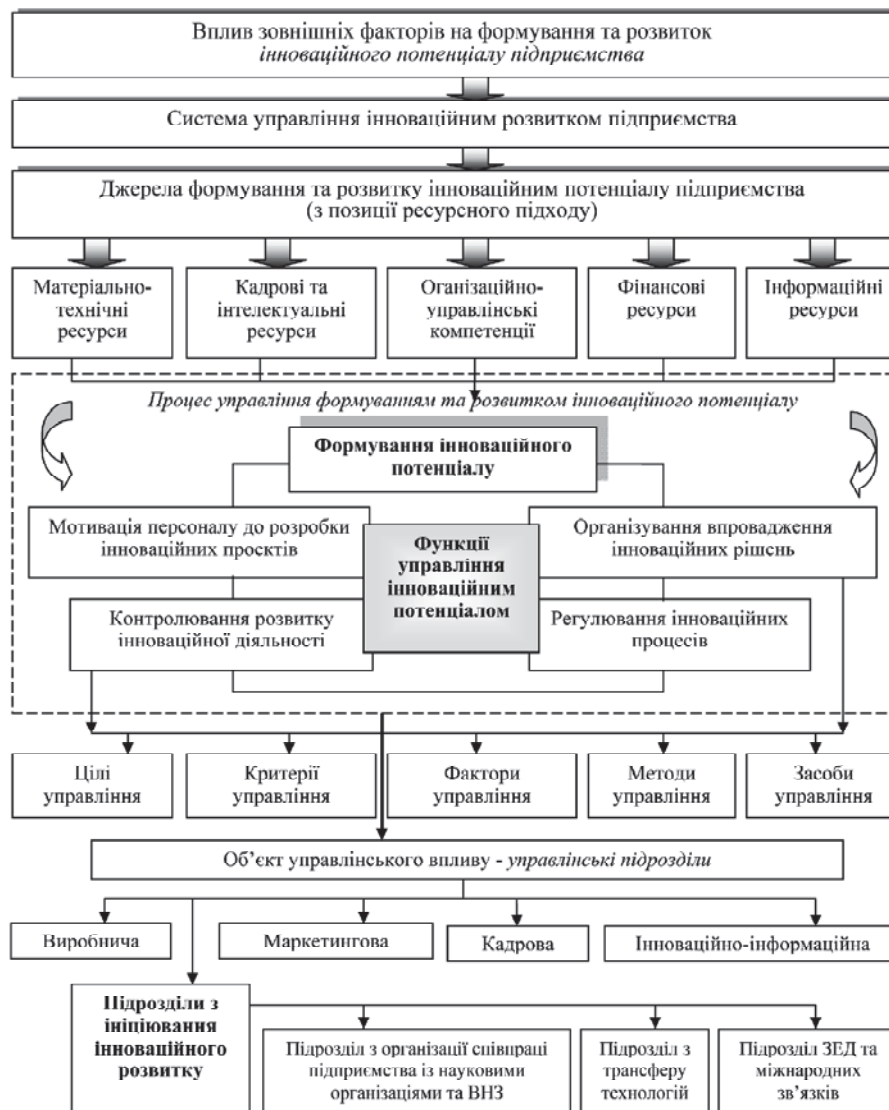 Вплив зовнішніх факторів на формування та розвиток
інноваційного потенціалу підприємства
Система управління інноваційним розвитком підприємства
Джерела формування та розвитку інноваційним потенціалу підприємства
(з позиції ресурсного підходу)
Матеріально-
технічні
ресурси
Кадрові та
інтелектуальні
ресурси
Оганізаційно-
управлінські
компетенції
Фінансові
ресурси
Інформаційні
ресурси
Процес управління формуванням та розвитком інноваційного потенціалу
Формування інноваційного
потенціалу
Мотивація персоналу до розробки
інноваційних проєктів
Організування впровадження
інноваційних рішень
Функції
управління
інноваційним
потенціалом
Контролювання розвитку
інноваційної діяльності
Регулювання інноваційних
процесів
Цілі
управління
Критерії
управління
Фактори
управління
Методи
управління
Засоби
управління
Об’єкт управлінського впливу - управлінські підрозділи
Виробнича
Маркетингова
Кадрова
Інноваційно-інформаційна
Підрозділи з
ініціювання
інноваційного
розвитку
Підрозділ з організації співпраці
підприємства із науковими
організаціями та ВНЗ
Підрозділ з
трансферу
технологій
Підрозділ ЗЕД та
міжнародних
зв’язків